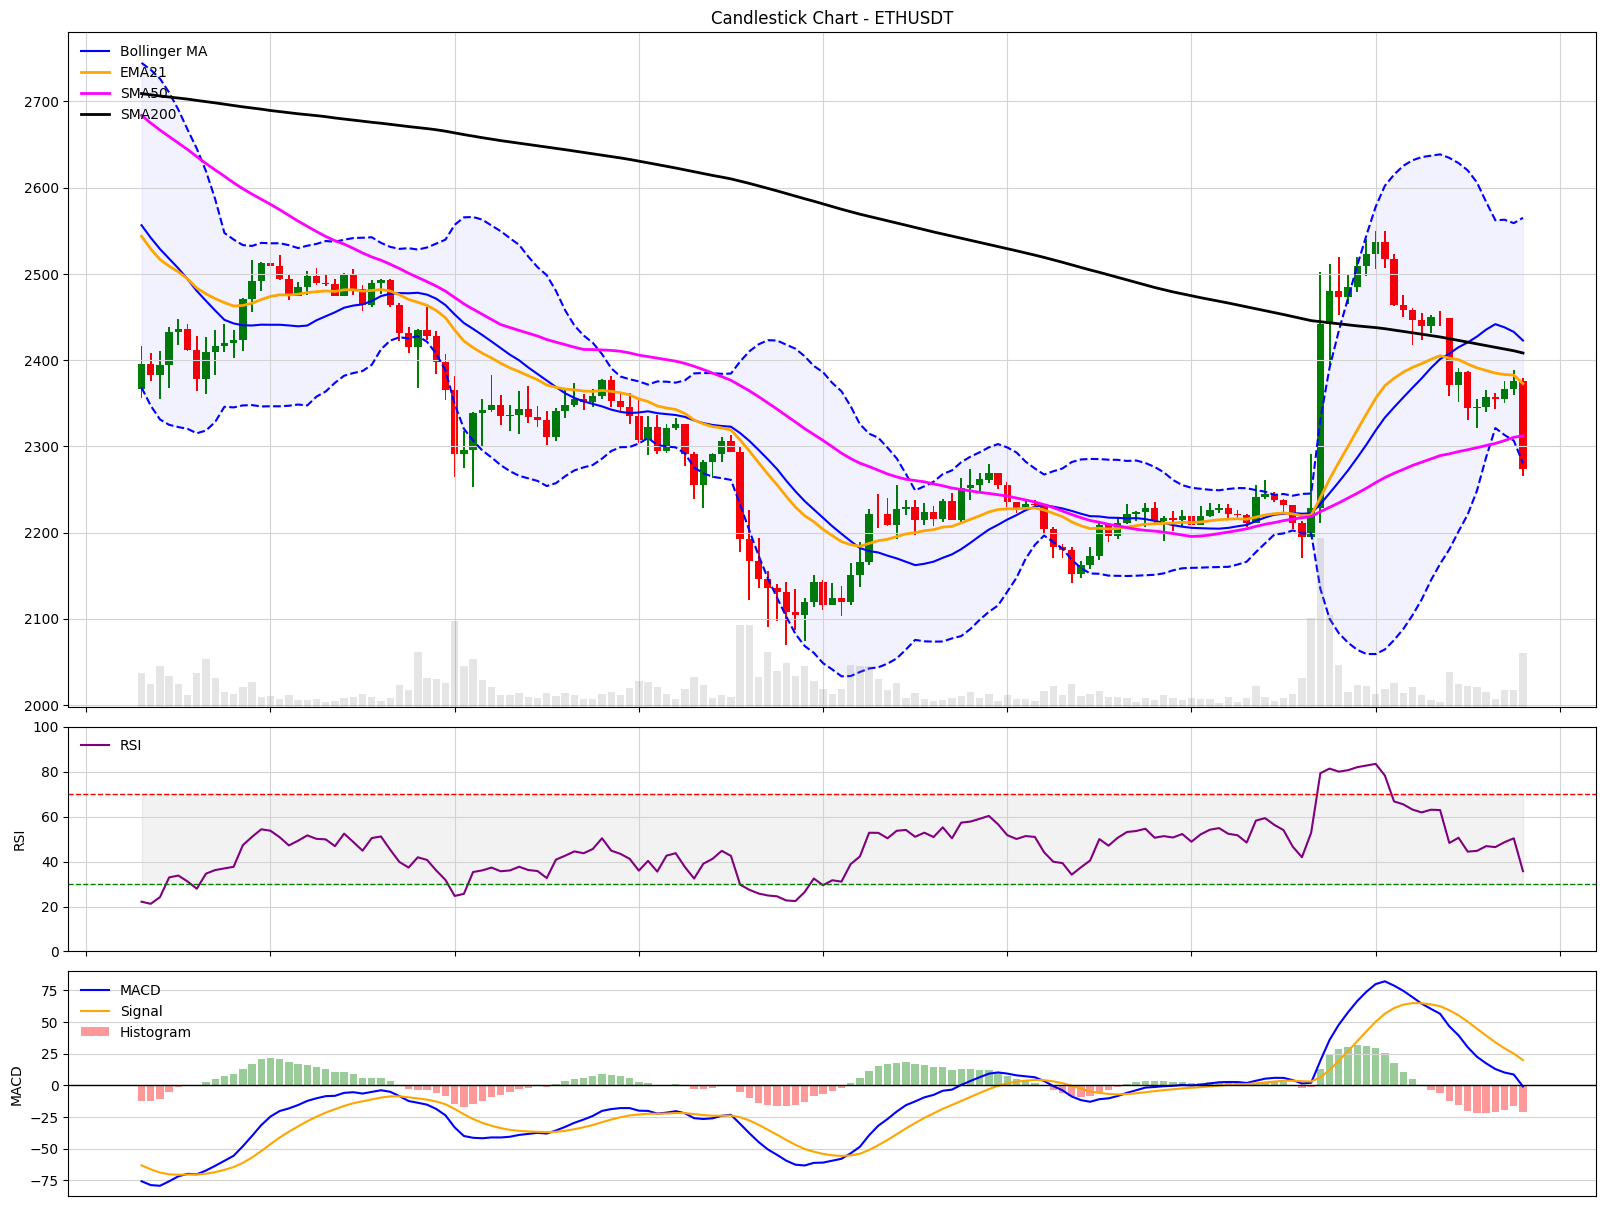 Candlestick Chart - ETHUSDT
Bollinger MA
EMA21
SMA50
SMA200
2700
2600
2500
2400
2300
2200
2100
2000
RSI
100
80
60
40
20
0
RSI
MACD
Signal
Histogram
75
50
25
0
−25
−50
−75
MACD